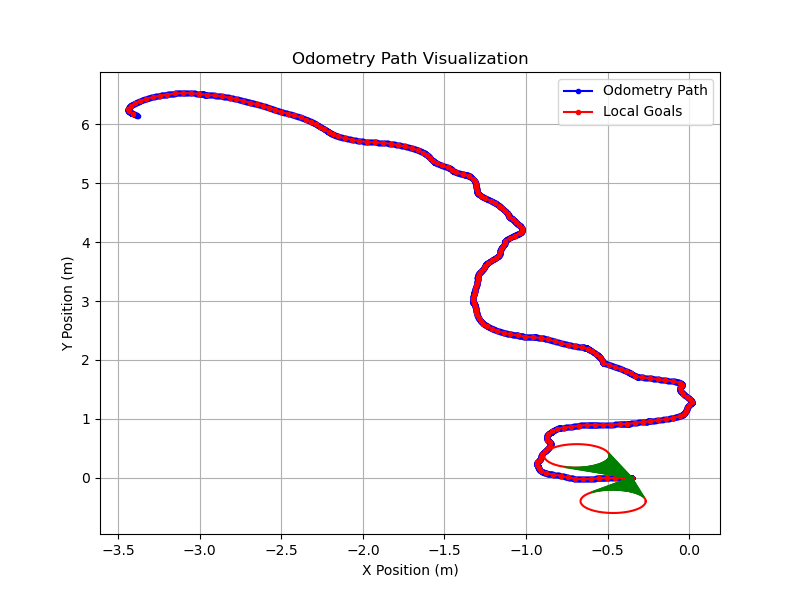 Odometry Path Visualization
Odometry Path
Local Goals
Y Position (m)
6
5
4
3
2
1
0
−3.5 −3.0 −2.5 −2.0 −1.5 −1.0 −0.5 0.0
X Position (m)